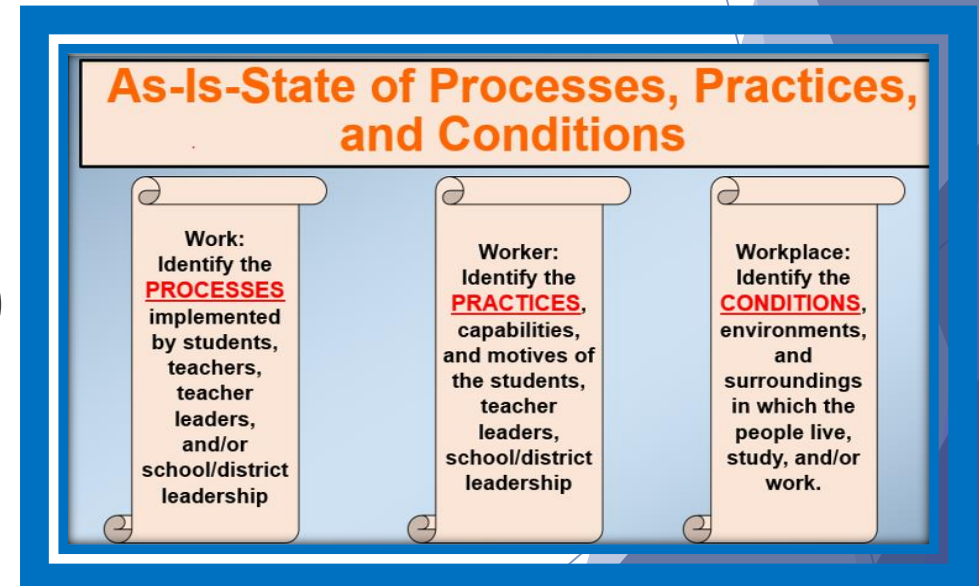 As-Is-State of Processes, Practices,
and Conditions
Work:
Identify the
PROCESSES
implemented
by students,
teachers,
teacher
leaders,
and/or
school/district
leadership
Worker:
Identify the
PRACTICES,
capabilities,
and motives of
the students,
teacher
leaders,
school/district
leadership
Workplace:
Identify the
CONDITIONS,
environments,
and
surroundings
in which the
people live,
study, and/or
work.